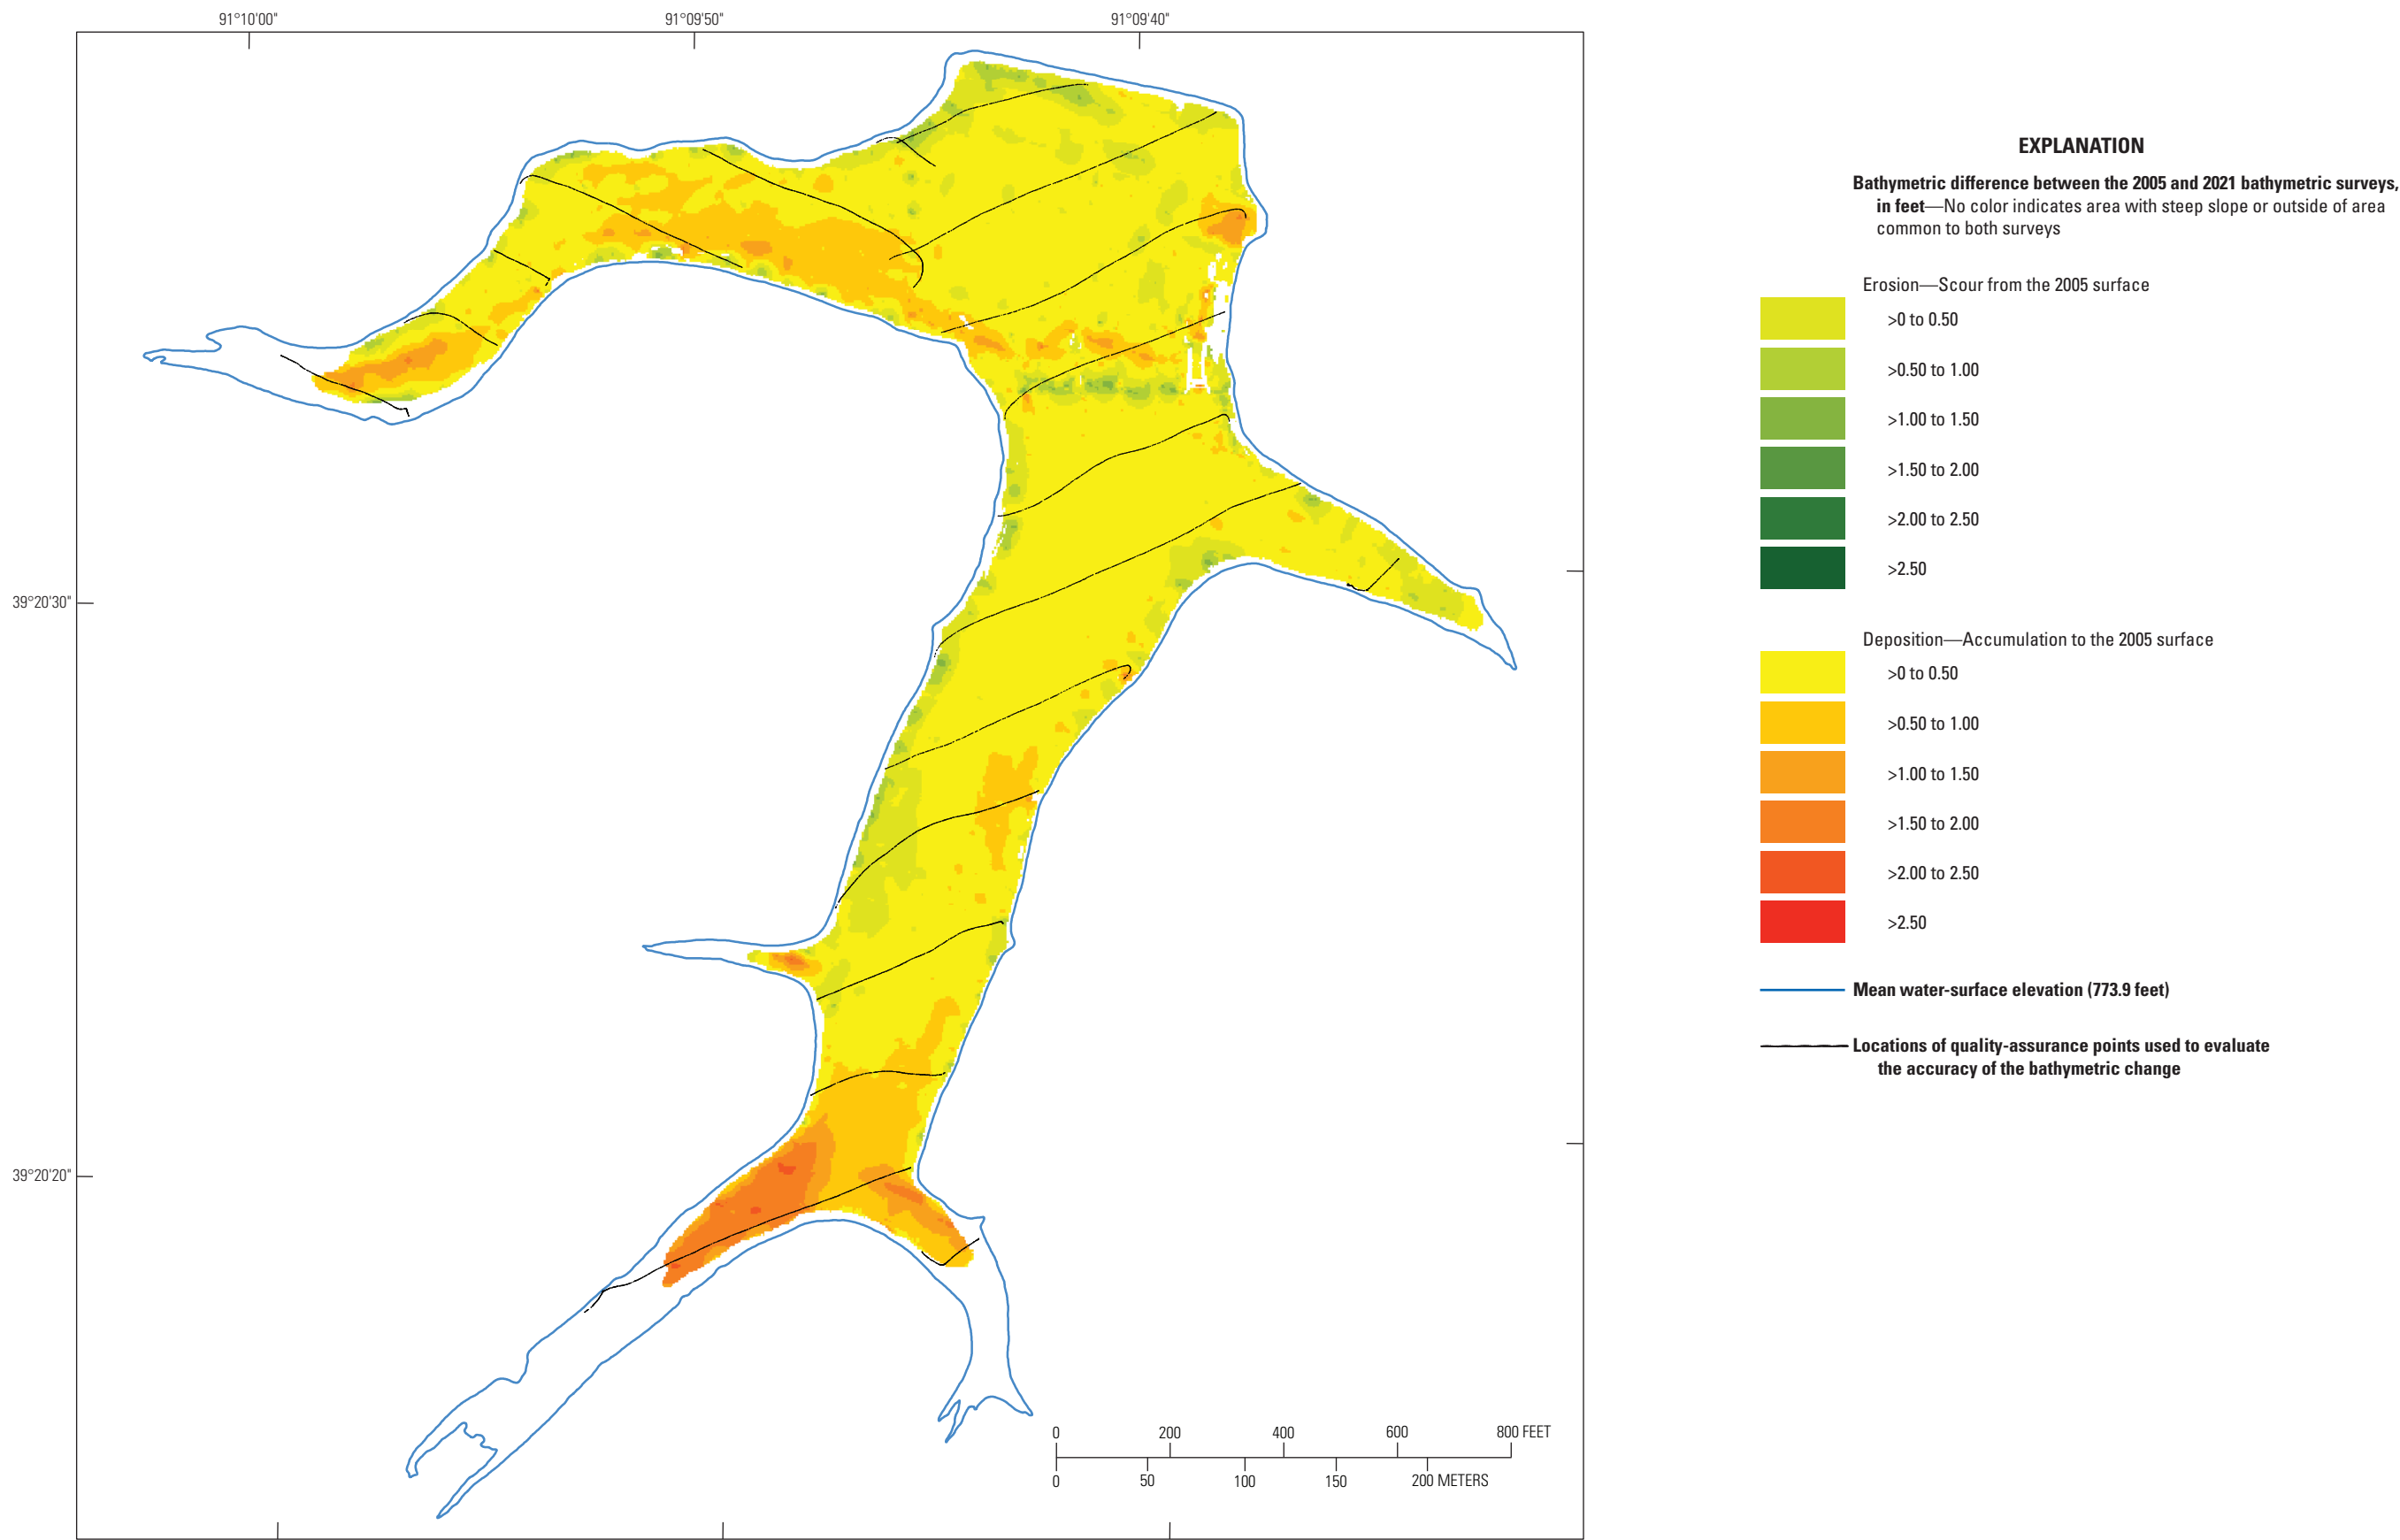 91°10'00"
91°09'50"
91°09'40"
39°20'30"
39°20'20"
0 200 400 600 800 FEET
0 50 100 150 200 METERS
EXPLANATION
Bathymetric difference between the 2005 and 2021 bathymetric surveys,
in feet—No color indicates area with steep slope or outside of area
common to both surveys
Erosion—Scour from the 2005 surface
>0 to 0.50
>0.50 to 1.00
>1.00 to 1.50
>1.50 to 2.00
>2.00 to 2.50
>2.50
Deposition—Accumulation to the 2005 surface
>0 to 0.50
>0.50 to 1.00
>1.00 to 1.50
>1.50 to 2.00
>2.00 to 2.50
>2.50
Mean water-surface elevation (773.9 feet)
Locations of quality-assurance points used to evaluate
the accuracy of the bathymetric change